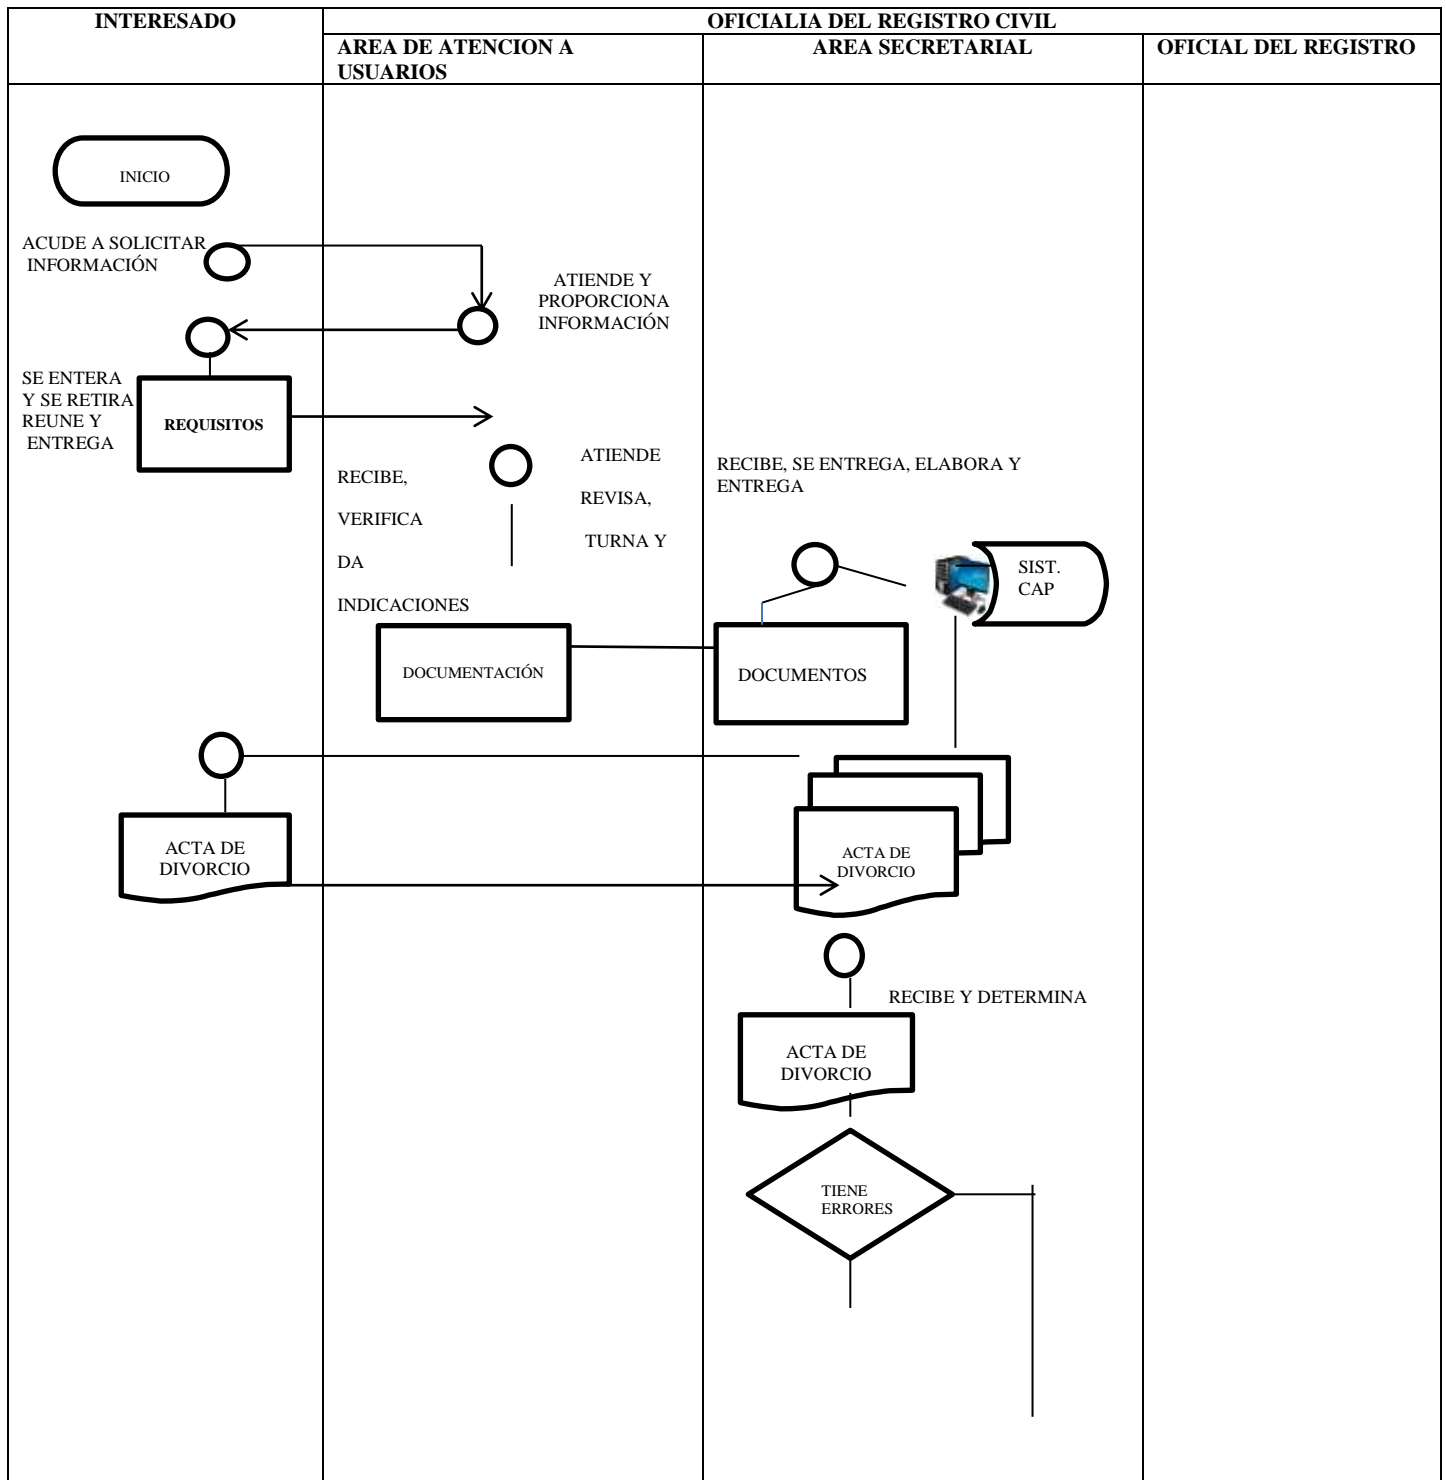 INTERESADO
OFICIALIA DEL REGISTRO CIVIL
AREA DE ATENCION A
USUARIOS
AREA SECRETARIAL
OFICIAL DEL REGISTRO
INICIO
ACUDE A SOLICITAR
INFORMACIÓN
ATIENDE Y
PROPORCIONA
INFORMACIÓN
SE ENTERA
Y SE RETIRA
REUNE Y
ENTREGA
REQUISITOS
RECIBE,
VERIFICA
DA
INDICACIONES
ATIENDE
REVISA,
TURNA Y
RECIBE, SE ENTREGA, ELABORA Y
ENTREGA
SIST.
CAP
DOCUMENTACIÓN
DOCUMENTOS
ACTA DE
DIVORCIO
ACTA DE
DIVORCIO
RECIBE Y DETERMINA
ACTA DE
DIVORCIO
TIENE
ERRORES